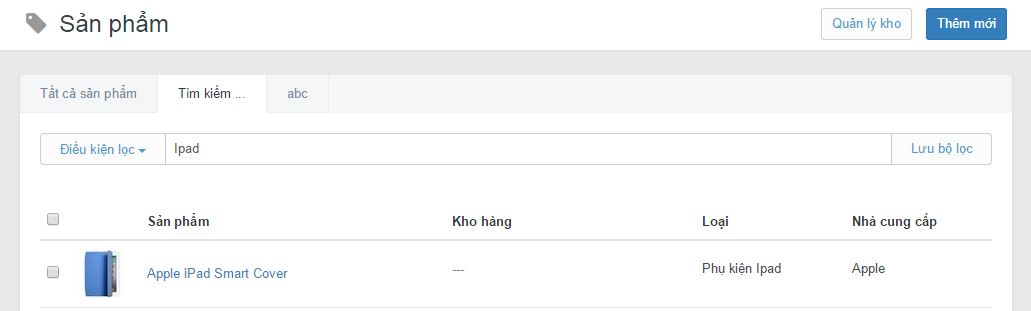 Sản phẩm
Quản lý kho
Thêm mới
Tất cả sản phẩm
Tìm kiếm ...
abc
Điều kiện lọc
Ipad
Lưu bộ lọc
Sản phẩm
Kho hàng
Loại
Nhà cung cấp
Apple iPad Smart Cover
---
Phụ kiện Ipad
Apple